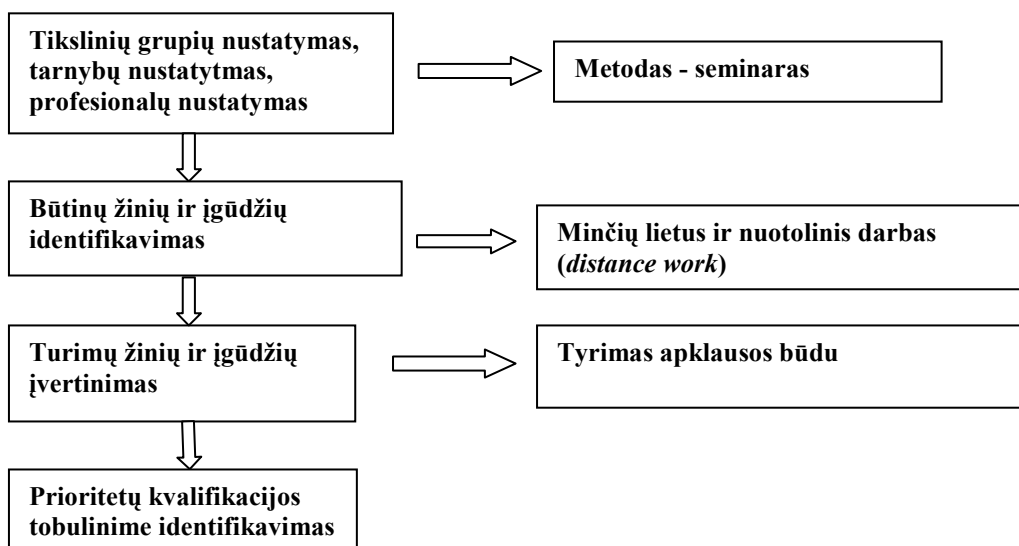 Tikslinių grupių nustatymas,
tarnybų nustatytmas,
profesionalų nustatymas
Metodas - seminaras
Būtinų žinių ir įgūdžių
identifikavimas
Minčių lietus ir nuotolinis darbas
(distance work)
Turimų žinių ir įgūdžių
įvertinimas
Tyrimas apklausos būdu
Prioritetų kvalifikacijos
tobulinime identifikavimas